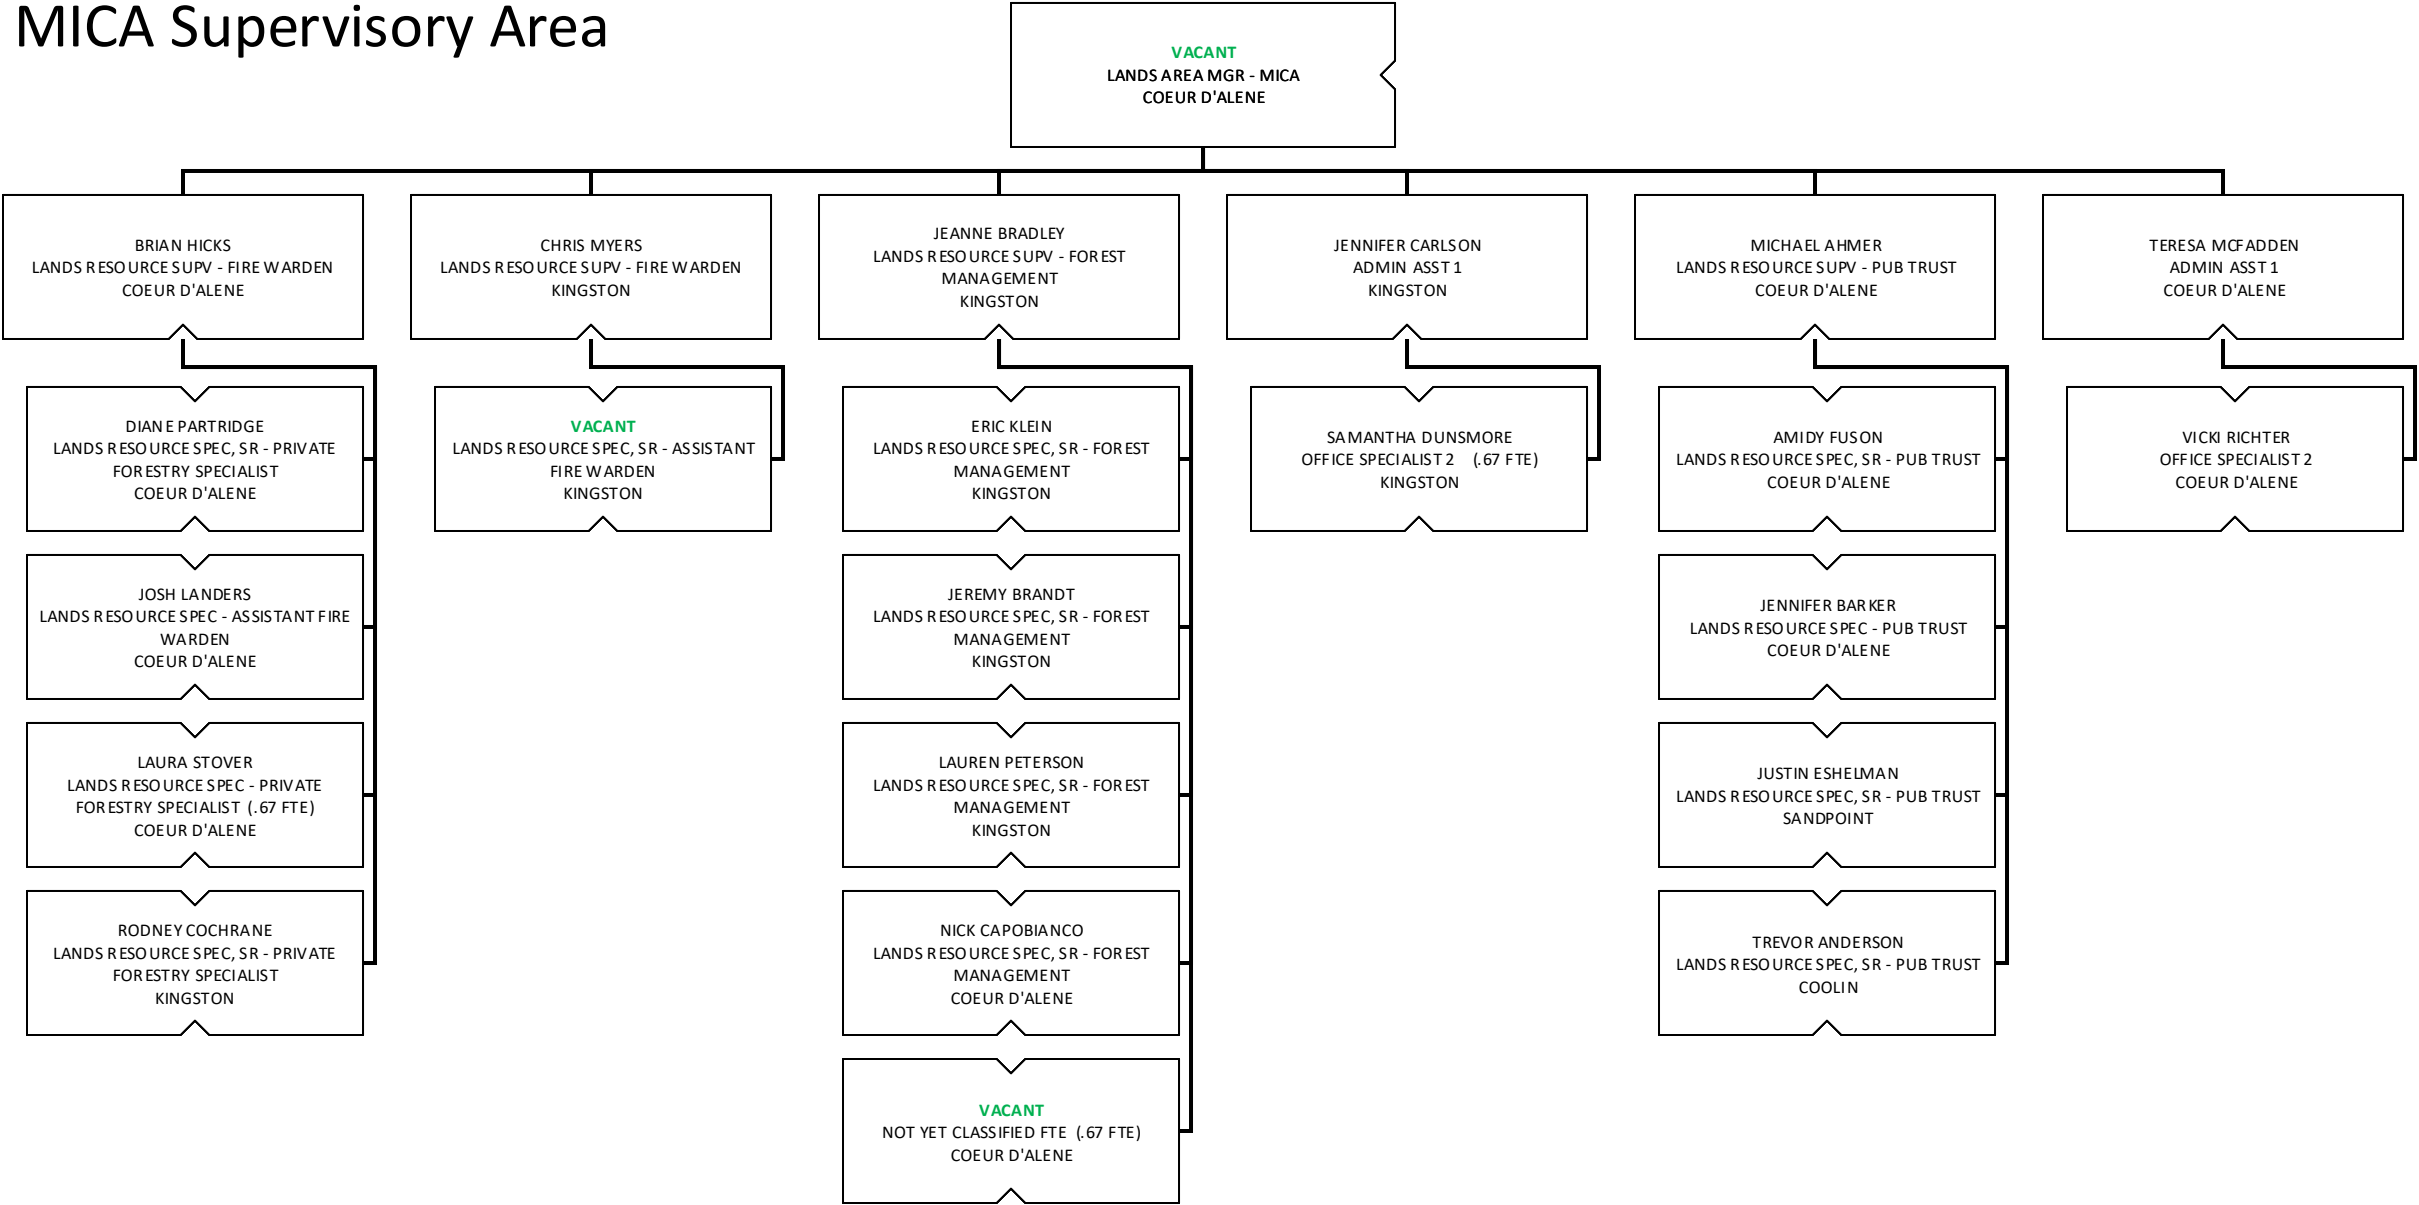 MICA Supervisory Area
VACANT
LANDS AREA MGR - MICA
COEUR D'ALENE
BRIAN HICKS
LANDS RESOURCE SUPV - FIRE WARDEN
COEUR D'ALENE
CHRIS MYERS
LANDS RESOURCE SUPV - FIRE WARDEN
KINGSTON
JEANNE BRADLEY
LANDS RESOURCE SUPV - FOREST
MANAGEMENT
KINGSTON
JENNIFER CARLSON
ADMIN ASST 1
KINGSTON
MICHAEL AHMER
LANDS RESOURCE SUPV - PUB TRUST
COEUR D'ALENE
TERESA MCFADDEN
ADMIN ASST 1
COEUR D'ALENE
DIANE PARTRIDGE
LANDS RESOURCE SPEC, SR - PRIVATE
FORESTRY SPECIALIST
COEUR D'ALENE
JOSH LANDERS
LANDS RESOURCE SPEC - ASSISTANT FIRE
WARDEN
COEUR D'ALENE
LAURA STOVER
LANDS RESOURCE SPEC - PRIVATE
FORESTRY SPECIALIST (.67 FTE)
COEUR D'ALENE
RODNEY COCHRANE
LANDS RESOURCE SPEC, SR - PRIVATE
FORESTRY SPECIALIST
KINGSTON
VACANT
LANDS RESOURCE SPEC, SR - ASSISTANT
FIRE WARDEN
KINGSTON
ERIC KLEIN
LANDS RESOURCE SPEC, SR - FOREST
MANAGEMENT
KINGSTON
JEREMY BRANDT
LANDS RESOURCE SPEC, SR - FOREST
MANAGEMENT
KINGSTON
LAUREN PETERSON
LANDS RESOURCE SPEC, SR - FOREST
MANAGEMENT
KINGSTON
NICK CAPOBIANCO
LANDS RESOURCE SPEC, SR - FOREST
MANAGEMENT
COEUR D'ALENE
VACANT
NOT YET CLASSIFIED FTE (.67 FTE)
COEUR D'ALENE
SAMANTHA DUNSMORE
OFFICE SPECIALIST 2 (.67 FTE)
KINGSTON
AMIDY FUSON
LANDS RESOURCE SPEC, SR - PUB TRUST
COEUR D'ALENE
JENNIFER BARKER
LANDS RESOURCE SPEC - PUB TRUST
COEUR D'ALENE
JUSTIN ESHELMAN
LANDS RESOURCE SPEC, SR - PUB TRUST
SANDPOINT
TREVOR ANDERSON
LANDS RESOURCE SPEC, SR - PUB TRUST
COOLIN
VICKI RICHTER
OFFICE SPECIALIST 2
COEUR D'ALENE